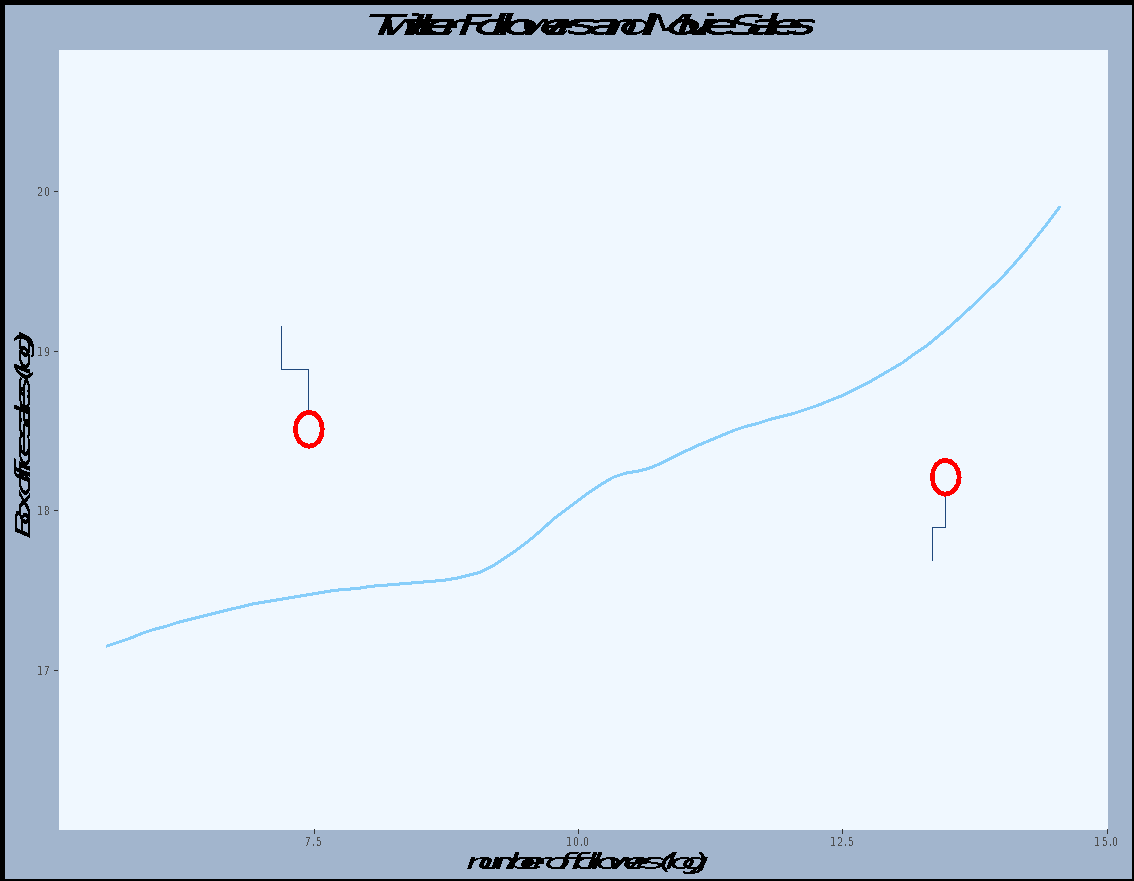 Twitter Followers and Movie Sales
20
19
18
17
Box office sales (log)
7.5 10.0 12.5 15.0
number of followers (log)